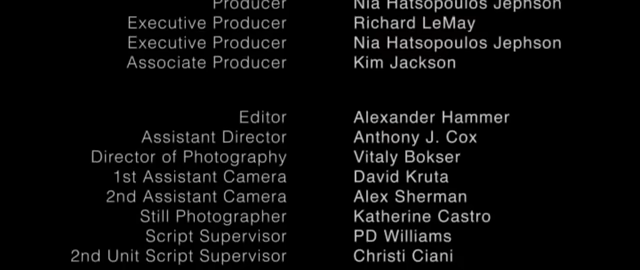 Producer Nia Hatsopoulos Jephson
Executive Producer Richard LeMay
Executive Producer Nia Hatsopoulos Jephson
Associate Producer Kim Jackson
Editor Alexander Hammer
Assistant Director Anthony J. Cox
Director of Photography Vitaly Bokser
1st Assistant Camera David Kruta
2nd Assistant Camera Alex Sherman
Still Photographer Katherine Castro
Script Supervisor PD Williams
2nd Unit Script Supervisor Christi Ciani